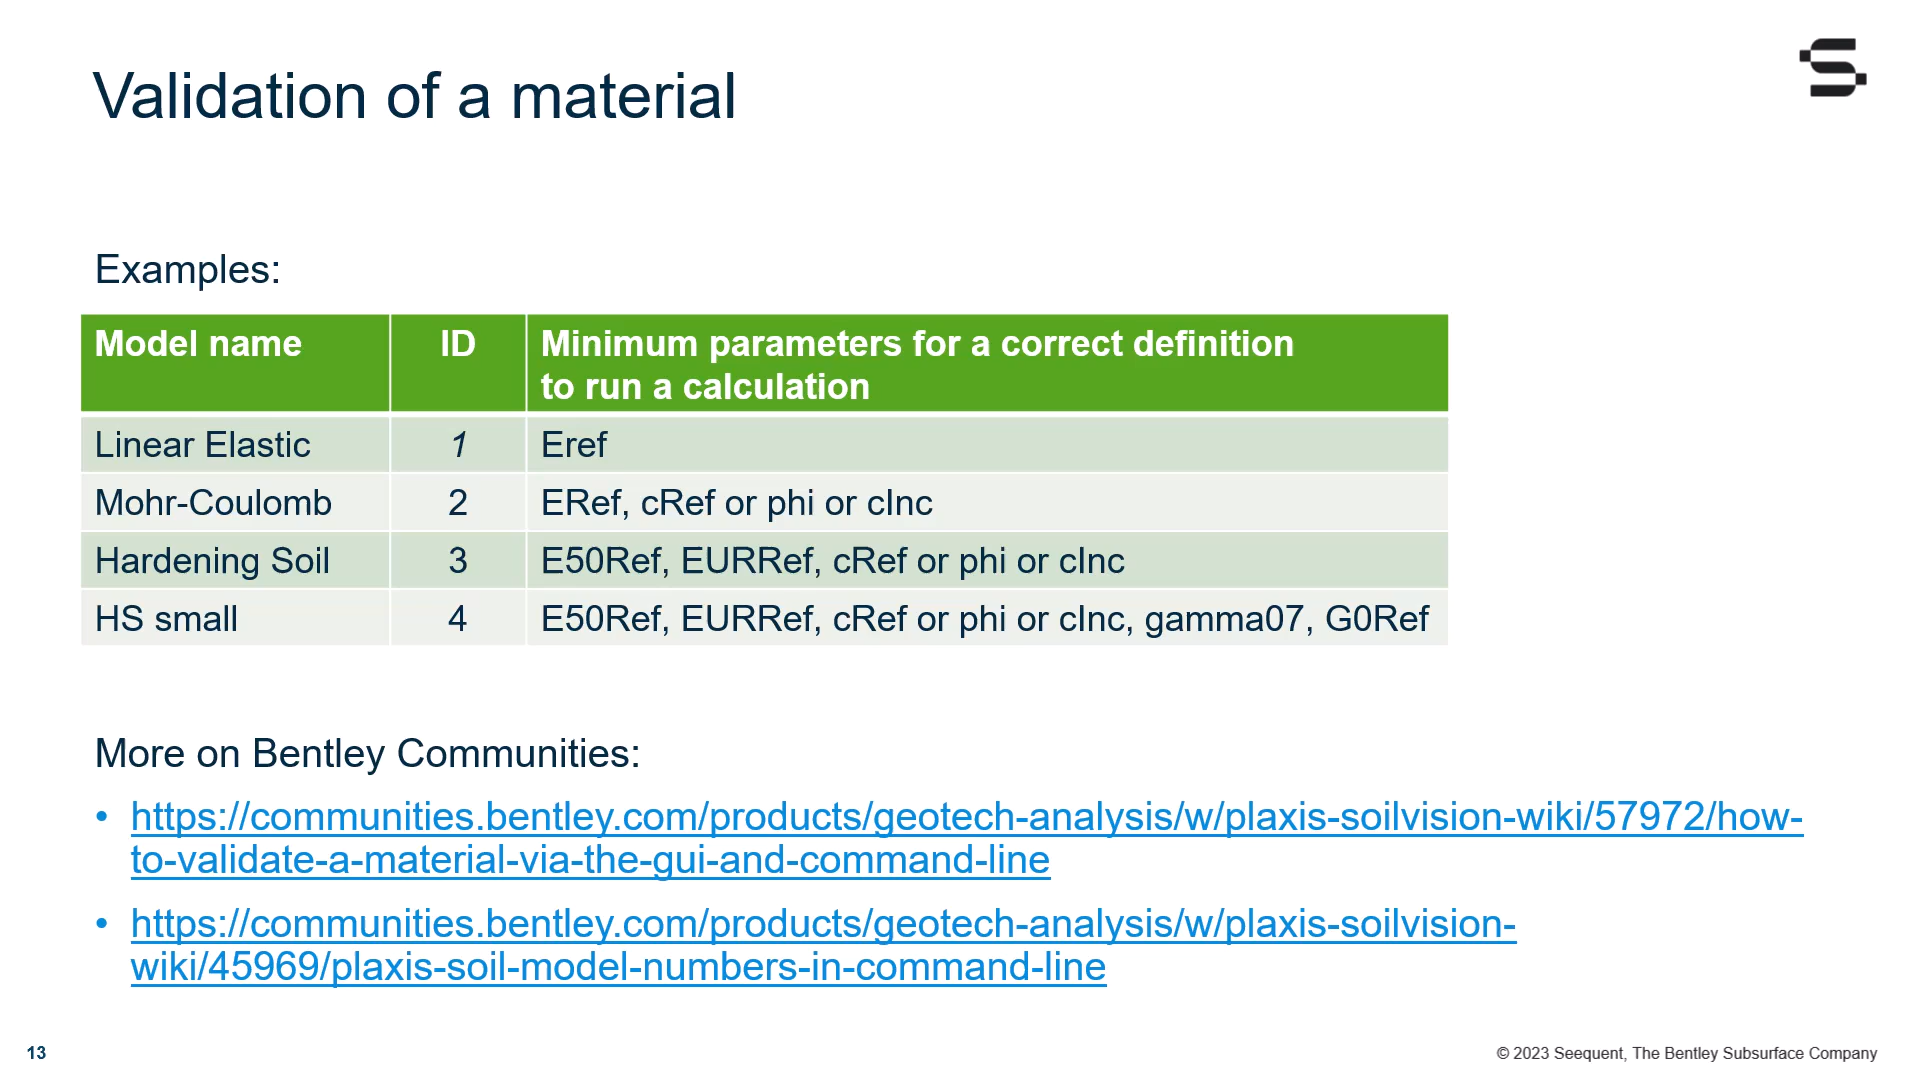 Validation of a material
Examples:
Model name ID Minimum parameters for a correct definition
to run a calculation
Linear Elastic 1 Eref
Mohr-Coulomb 2 ERef, cRef or phi or cInc
Hardening Soil 3 E50Ref, EURRef, cRef or phi or cInc
HS small 4 E50Ref, EURRef, cRef or phi or cInc, gamma07, G0Ref
More on Bentley Communities:
• https://communities.bentley.com/products/geotech-analysis/w/plaxis-soilvision-wiki/57972/how-
to-validate-a-material-via-the-gui-and-command-line
• https://communities.bentley.com/products/geotech-analysis/w/plaxis-soilvision-
wiki/45969/plaxis-soil-model-numbers-in-command-line
13 © 2023 Seequent, The Bentley Subsurface Company